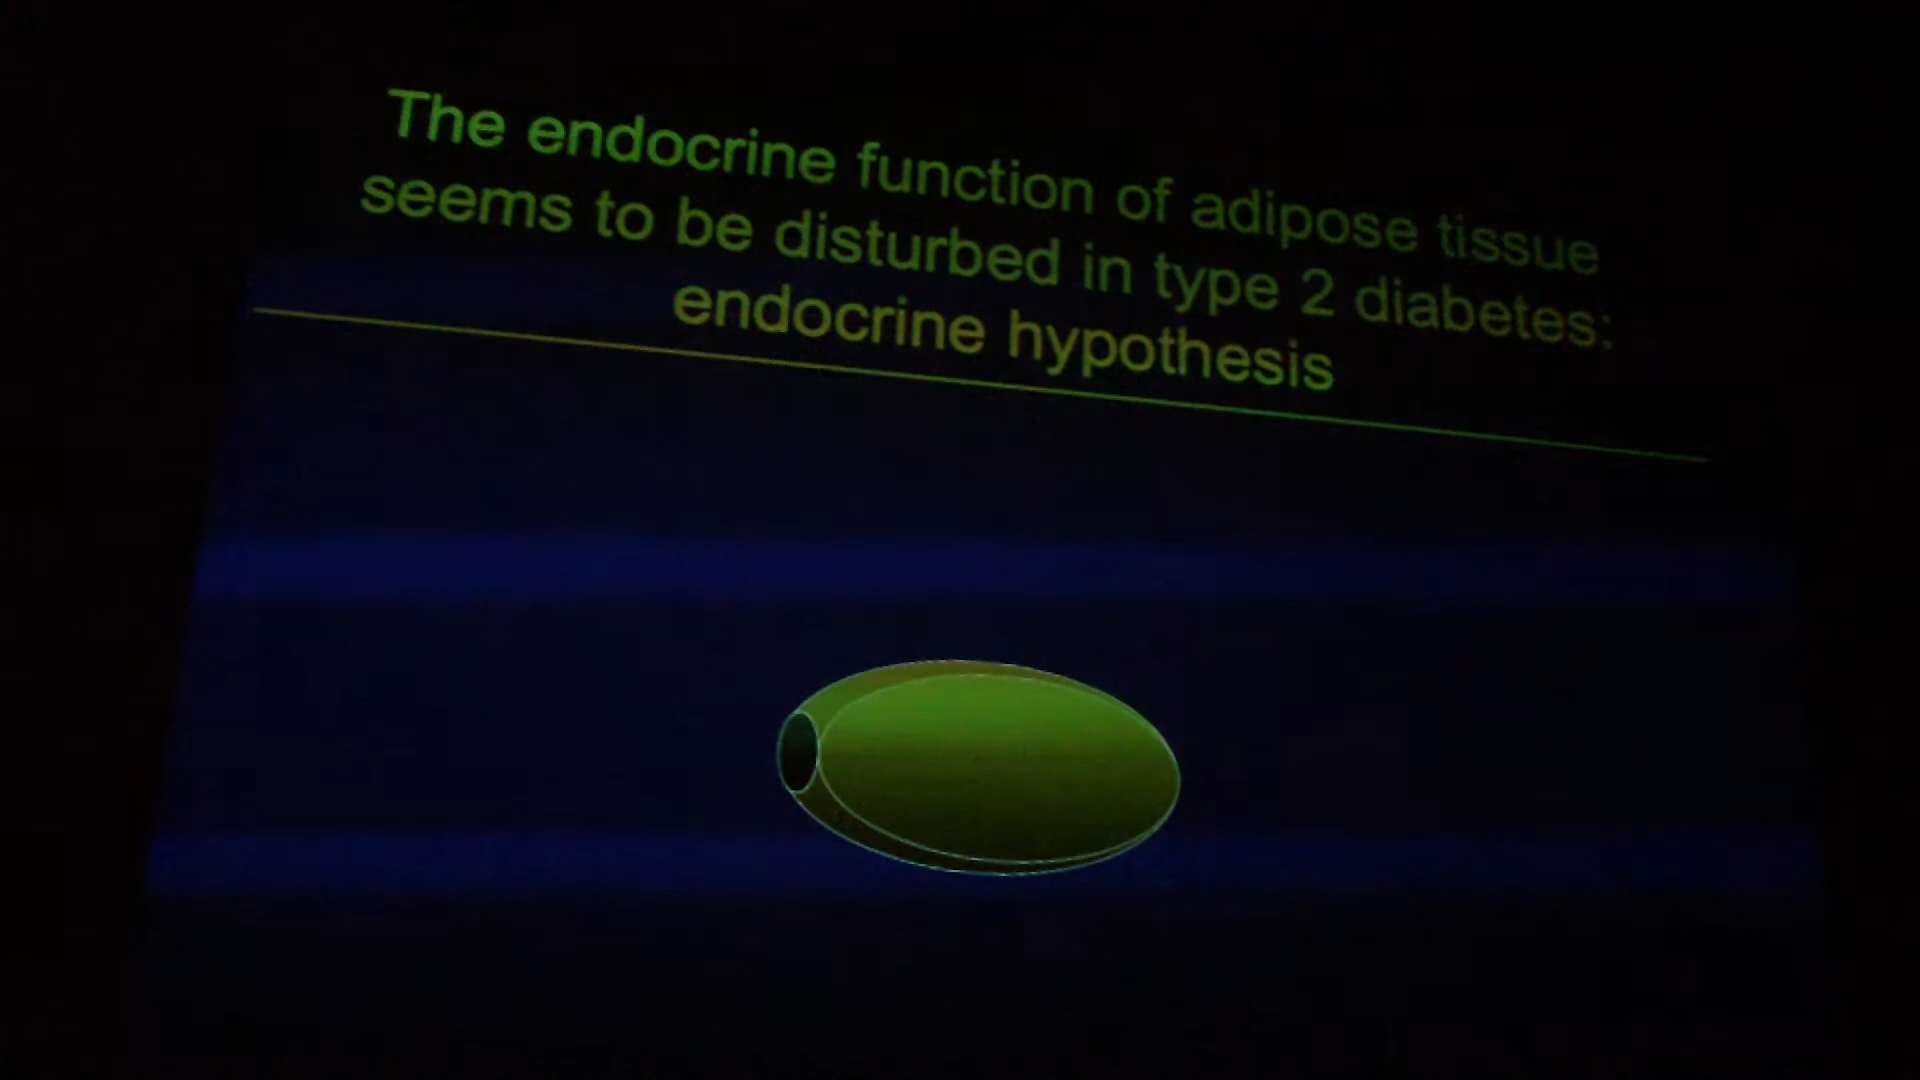 The endocrine function of adipose tissue
seems to be disturbed in type 2 diabetes:
endocrine hypothesis